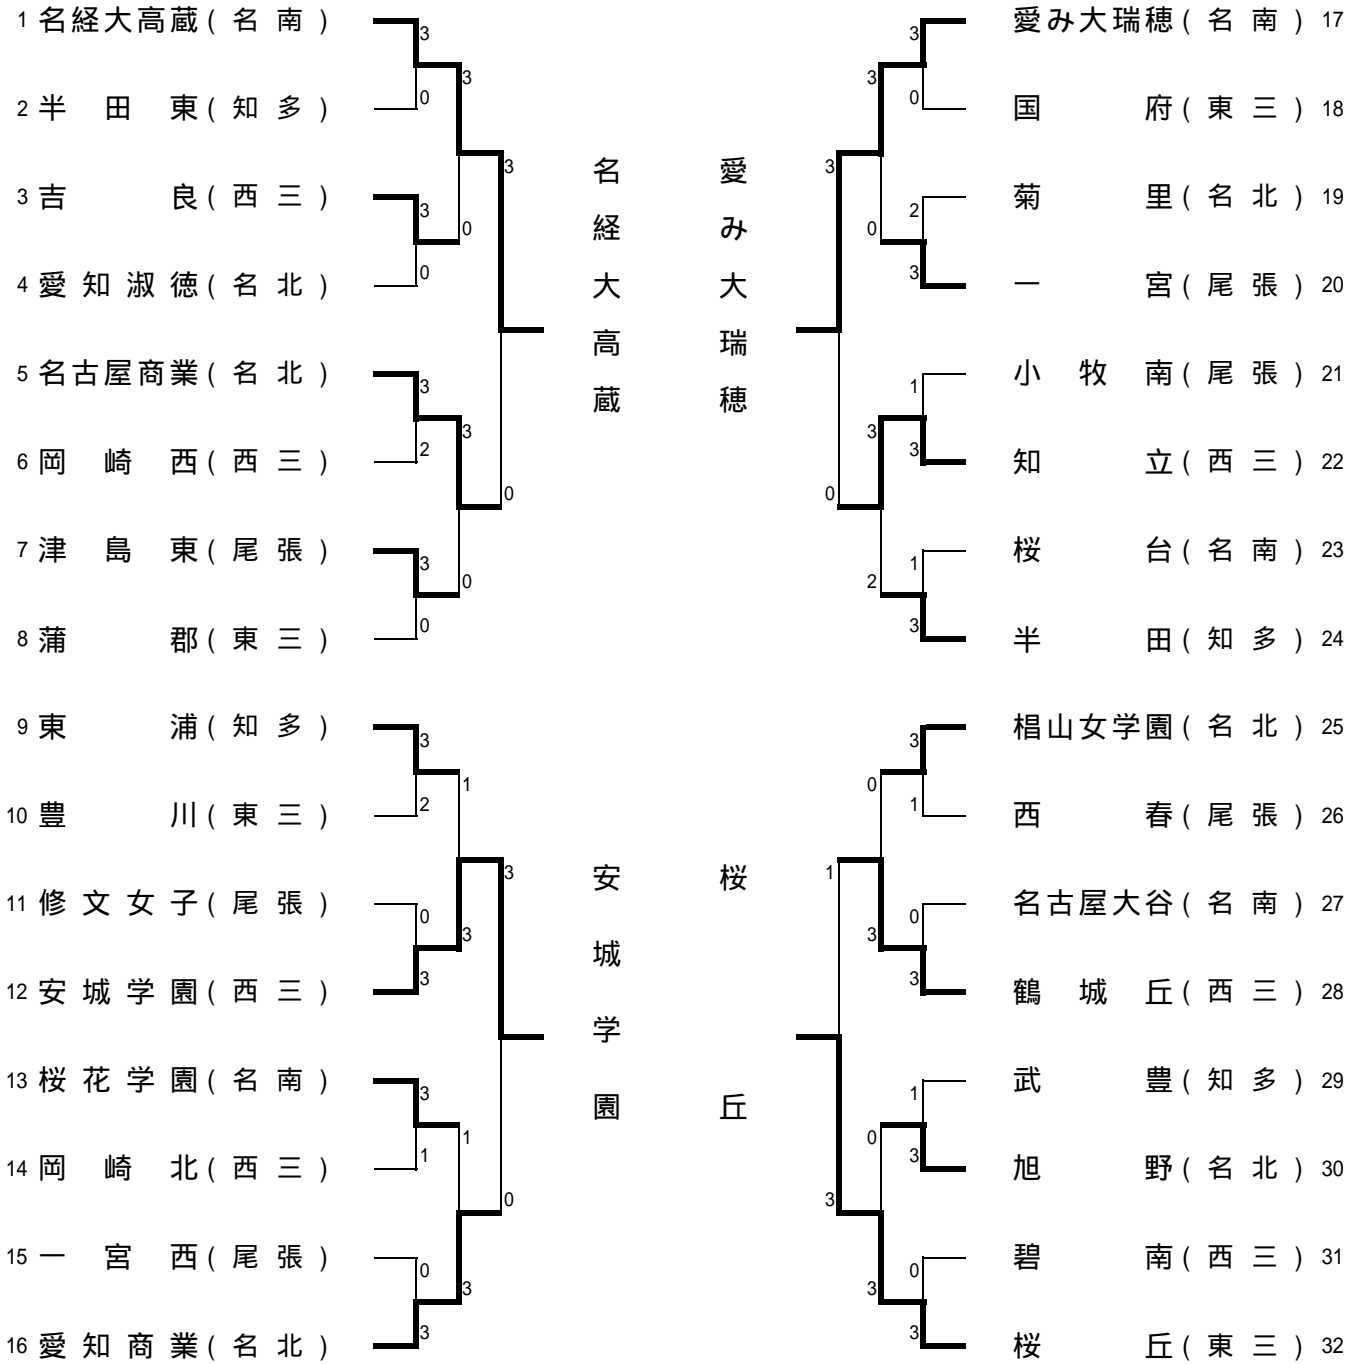 1 名経大高蔵(名南)
3
0
2 半田東(知多)
3
3 吉良(西三)
3
0
4 愛知淑徳(名北)
0
3
5 名古屋商業(名北)
3
2
6 岡崎西(西三)
3
7 津島東(尾張)
3
0
8 蒲郡(東三)
0
0
名経大高蔵
9 東浦(知多)
3
2
10 豊川(東三)
1
11 修文女子(尾張)
0
3
12 安城学園(西三)
3
3
13 桜花学園(名南)
3
1
14 岡崎北(西三)
1
15 一宮西(尾張)
0
3
16 愛知商業(名北)
3
0
安城学園
愛み大瑞穂(名南) 17
3
0
国府(東三) 18
3
菊里(名北) 19
2
3
一宮(尾張) 20
0
3
小牧南(尾張) 21
1
3
知立(西三) 22
3
桜台(名南) 23
1
3
半田(知多) 24
2
0
愛み大瑞穂
椙山女学園(名北) 25
3
1
西春(尾張) 26
0
名古屋大谷(名南) 27
0
3
鶴城丘(西三) 28
3
1
武豊(知多) 29
1
3
旭野(名北) 30
0
碧南(西三) 31
0
3
桜丘(東三) 32
3
3
桜丘